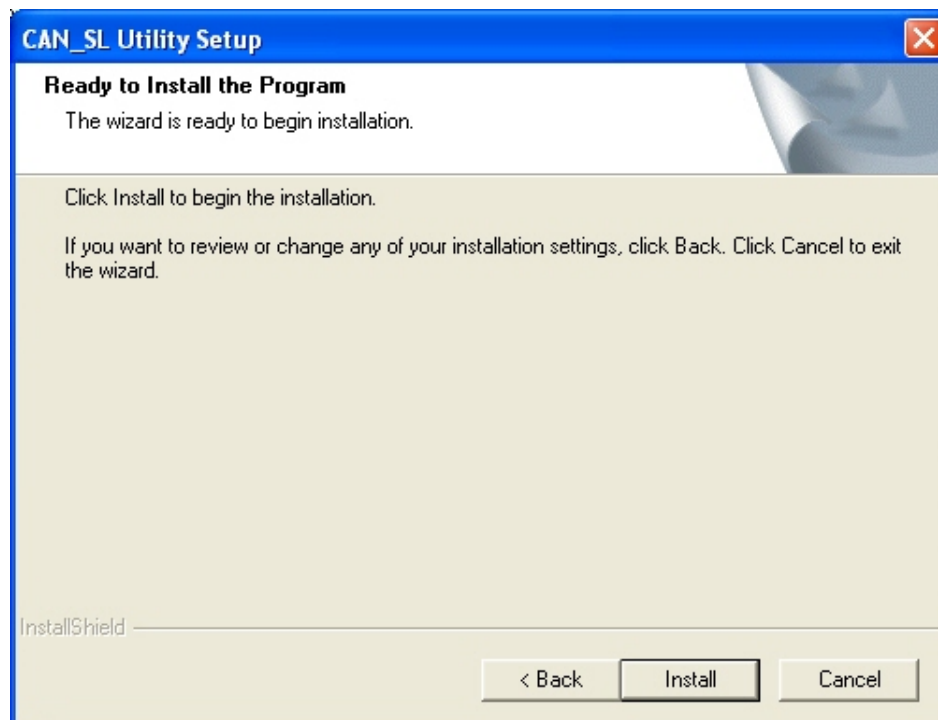 CAN_SL Utility Setup
Ready to Install the Program
The wizard is ready to begin installation.
Click Install to begin the installation.
If you want to review or change any of your installation settings, click Back. Click Cancel to exit
the wizard.
InstallShield
< Back Install Cancel